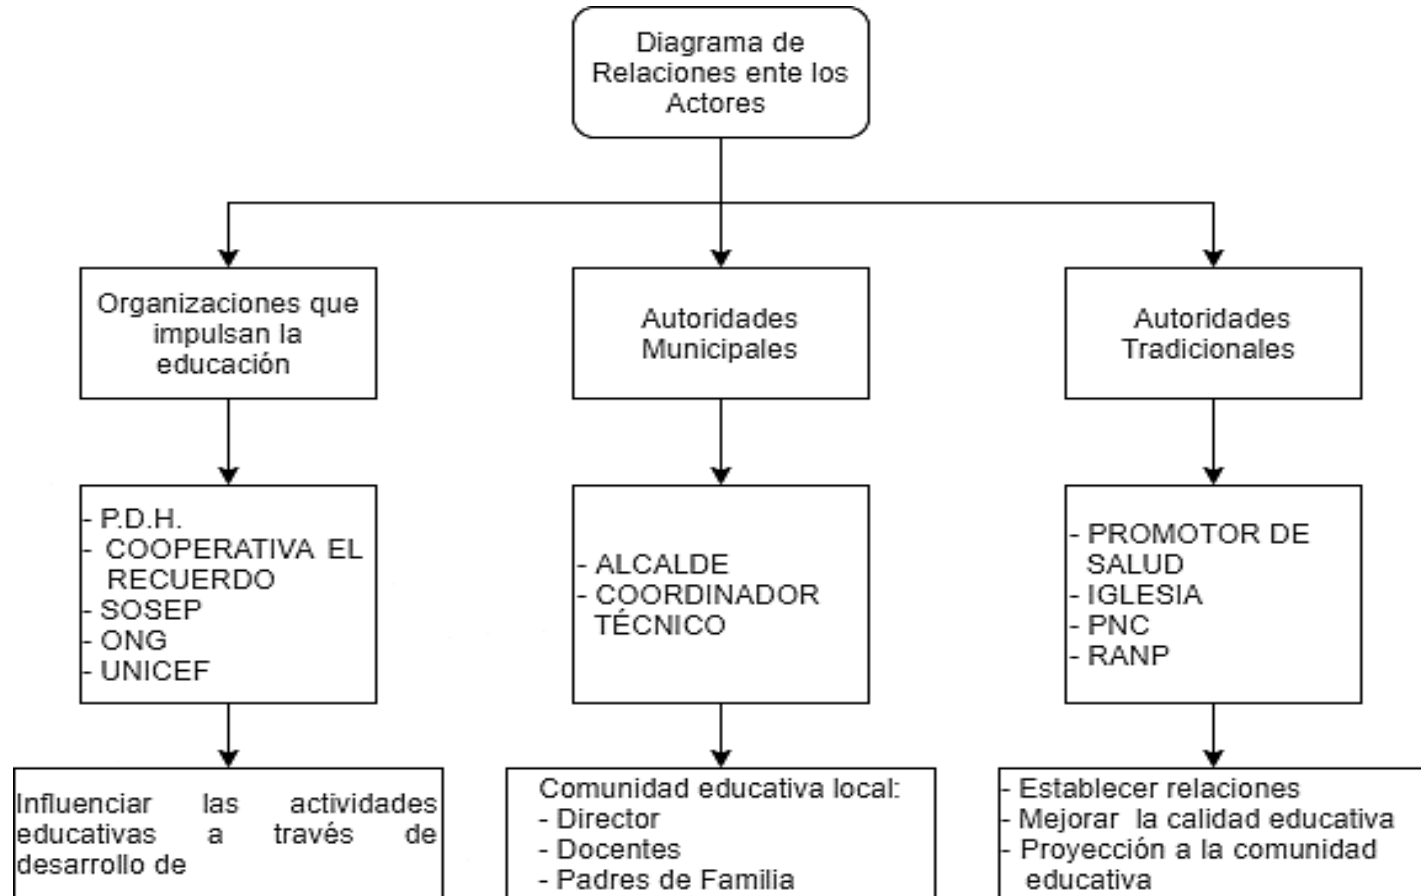 Diagrama de
Relaciones ente los
Actores
Organizaciones que
impulsan la
educación
Autoridades
Municipales
Autoridades
Tradicionales
- P.D.H.
- COOPERATIVA EL
RECUERDO
- SOSEP
- ONG
- UNICEF
- ALCALDE
- COORDINADOR
TÉCNICO
- PROMOTOR DE
SALUD
- IGLESIA
- PNC
- RANP
Influenciar las actividades
educativas a través de
desarrollo de
Comunidad educativa local:
- Director
- Docentes
- Padres de Familia
- Establecer relaciones
- Mejorar la calidad educativa
- Proyección a la comunidad
educativa